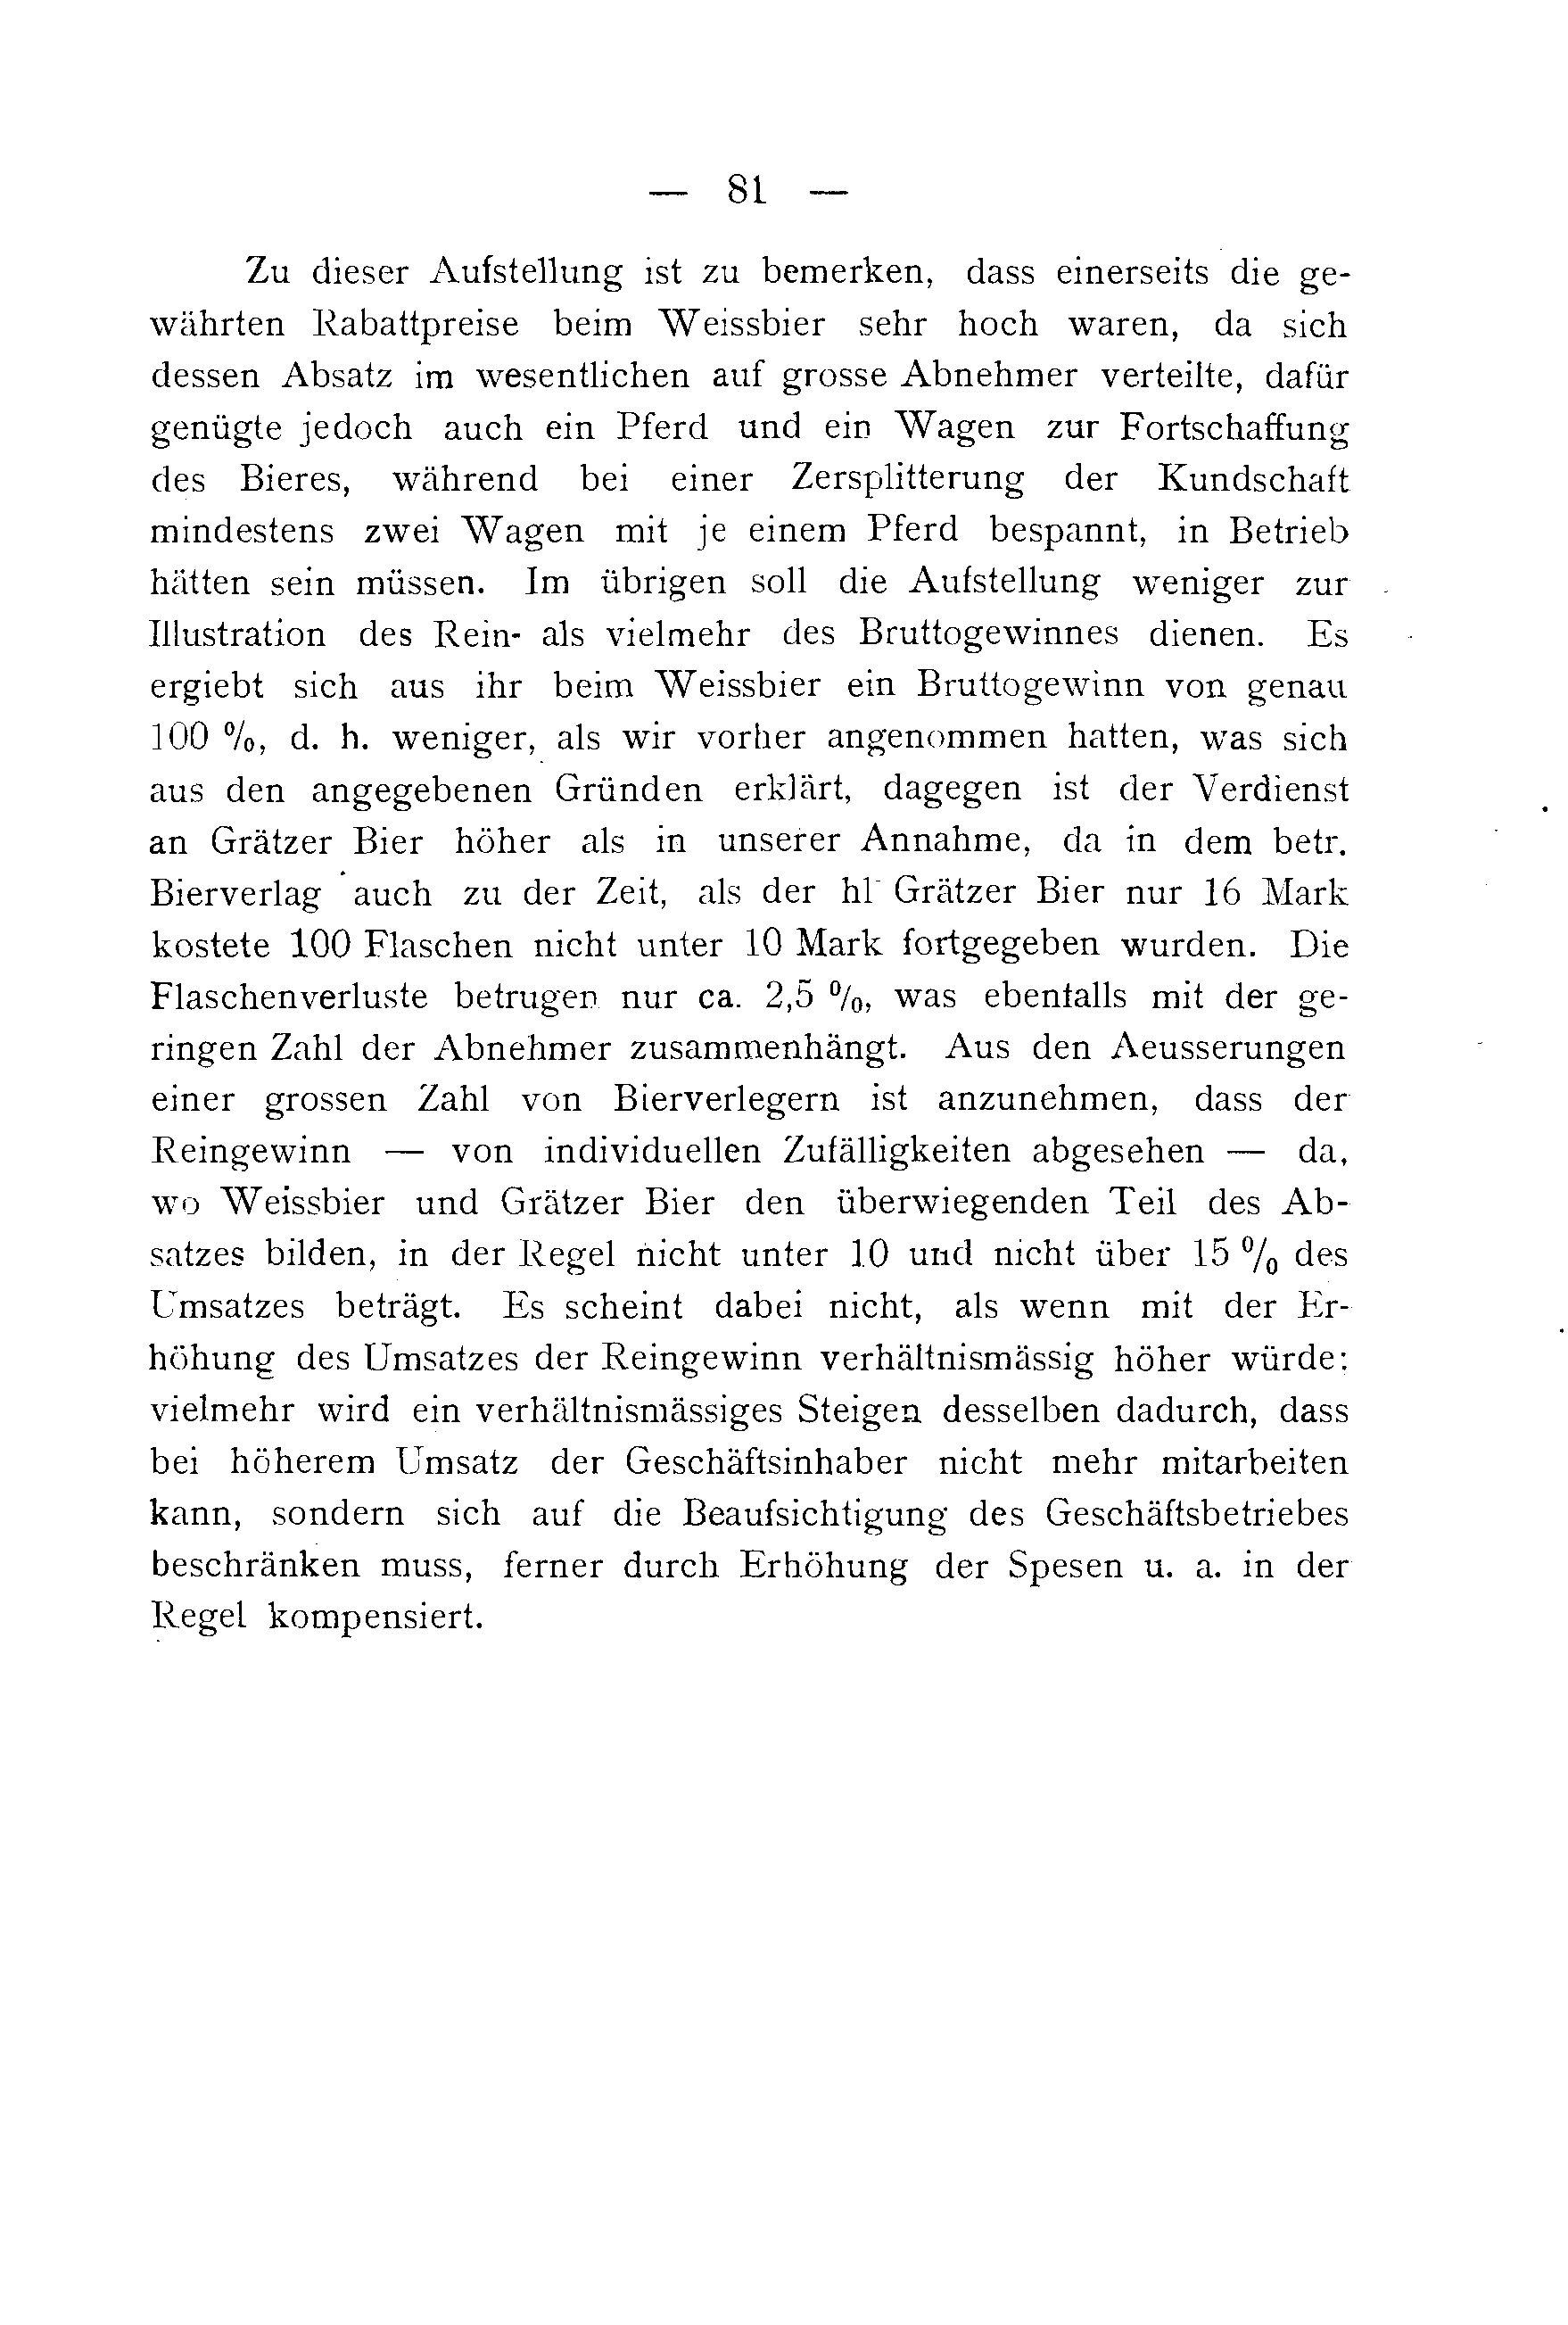 — 81 —
Zu dieser Aufstellung ist zu bemerken, dass einerseits die ge-
währten Rabattpreise beim Weissbier sehr hoch waren, da sich
dessen Absatz im wesentlichen auf grosse Abnehmer verteilte, dafür
genügte jedoch auch ein Pferd und ein Wagen zur Fortschaffung
des Bieres, während bei einer Zersplitterung der Kundschaft
mindestens zwei Wagen mit je einem Pferd bespannt, in Betrieb
hätten sein müssen. Im übrigen soll die Aufstellung weniger zur
Illustration des Rein- als vielmehr des Bruttogewinnes dienen. Es
ergiebt sich aus ihr beim Weissbier ein Bruttogewinn von genau
100 %, d. h. weniger, als wir vorher angenommen hatten, was sich
aus den angegebenen Gründen erklärt, dagegen ist der Verdienst
an Grätzer Bier höher als in unserer Annahme, da in dem betr.
Bierverlag auch zu der Zeit, als der hl Grätzer Bier nur 16 Mark
kostete 100 Flaschen nicht unter 10 Mark fortgegeben wurden. Die
Flaschenverluste betrugen nur ca. 2,5 %, was ebenfalls mit der ge-
ringen Zahl der Abnehmer zusammenhängt. Aus den Aeusserungen
einer grossen Zahl von Bierverlegern ist anzunehmen, dass der
Reingewinn — von individuellen Zufälligkeiten abgesehen — da,
wo Weissbier und Grätzer Bier den überwiegenden Teil des Ab-
satzes bilden, in der Regel nicht unter 10 und nicht über 15 % des
Umsatzes beträgt. Es scheint dabei nicht, als wenn mit der Er-
höhung des Umsatzes der Reingewinn verhältnismässig höher würde;
vielmehr wird ein verhältnismässiges Steigen desselben dadurch, dass
bei höherem Umsatz der Geschäftsinhaber nicht mehr mitarbeiten
kann, sondern sich auf die Beaufsichtigung des Geschäftsbetriebes
beschränken muss, ferner durch Erhöhung der Spesen u. a. in der
Regel kompensiert.